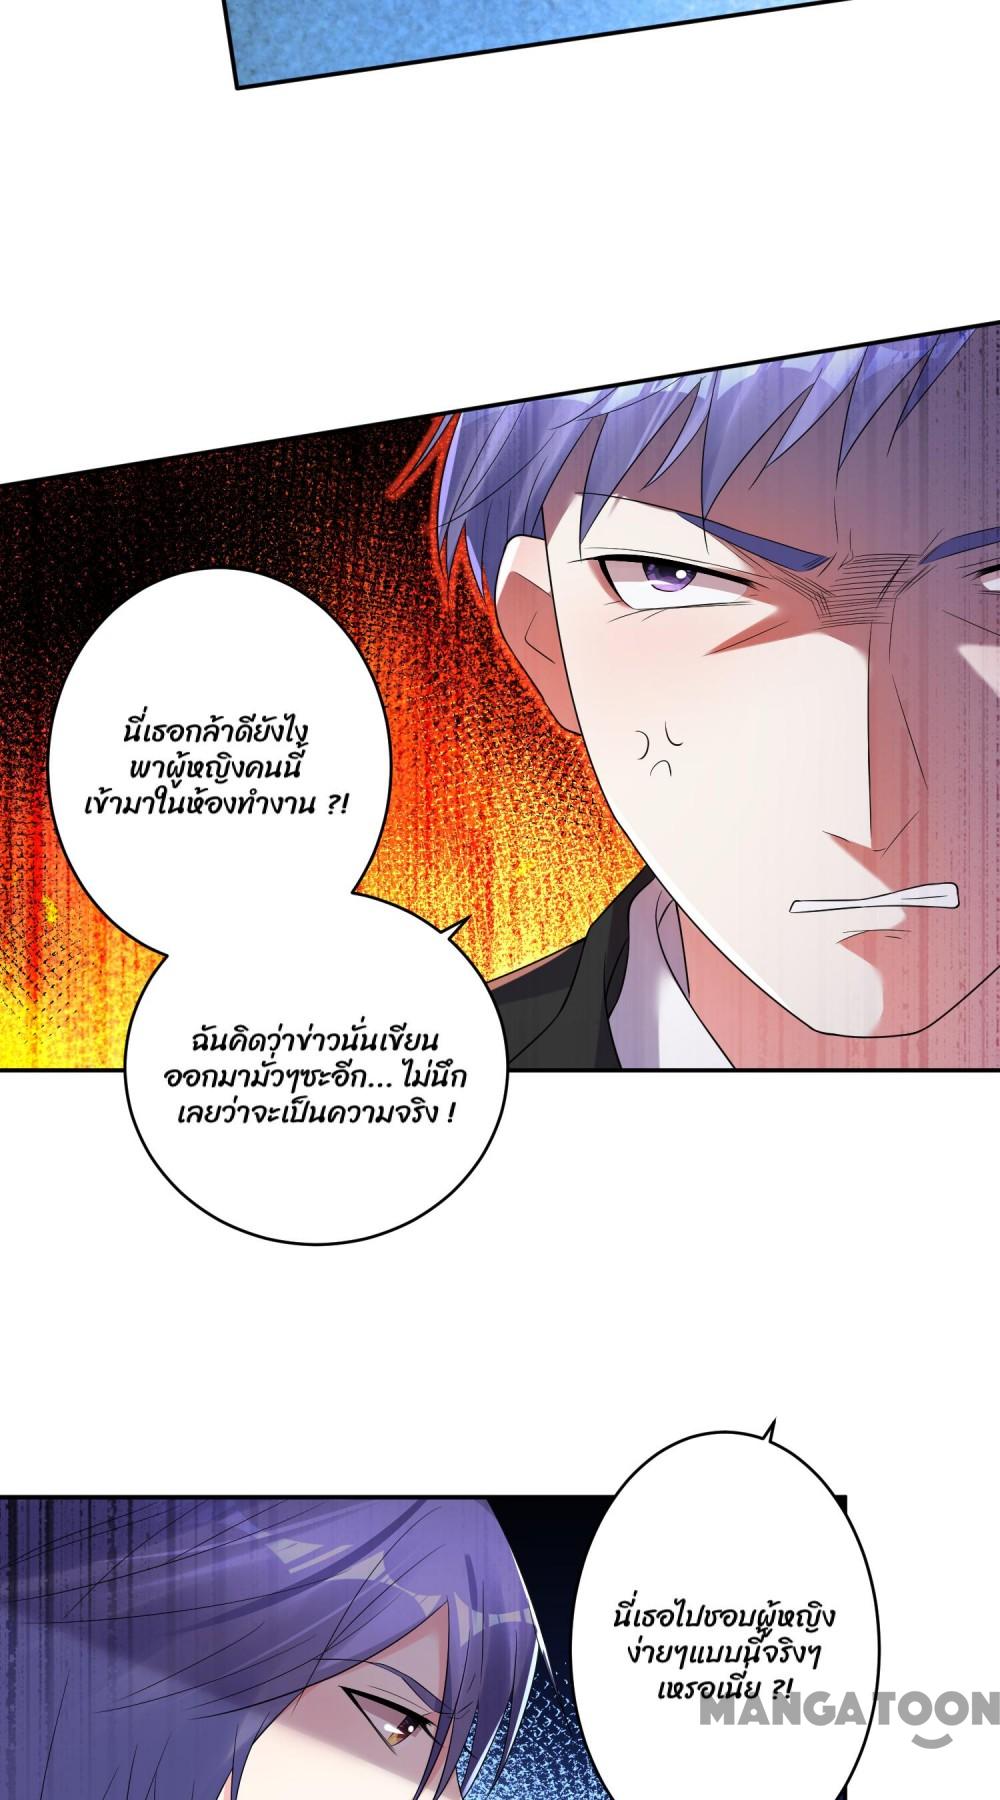 นี่เธอกล้าดียังไง
พาผู้หญิงคนนี้
เข้ามาในห้องทำงาน ?!
ฉันคิดว่าข่าวนั่นเขียน
ออกมามั่วๆซะอีก... ไม่นึก
เลยว่าจะเป็นความจริง !
นี่เธอไปชอบผู้หญิง
ง่ายๆแบบนี้จริงๆ
เหรอเนี่ย ?!
MANGATOON